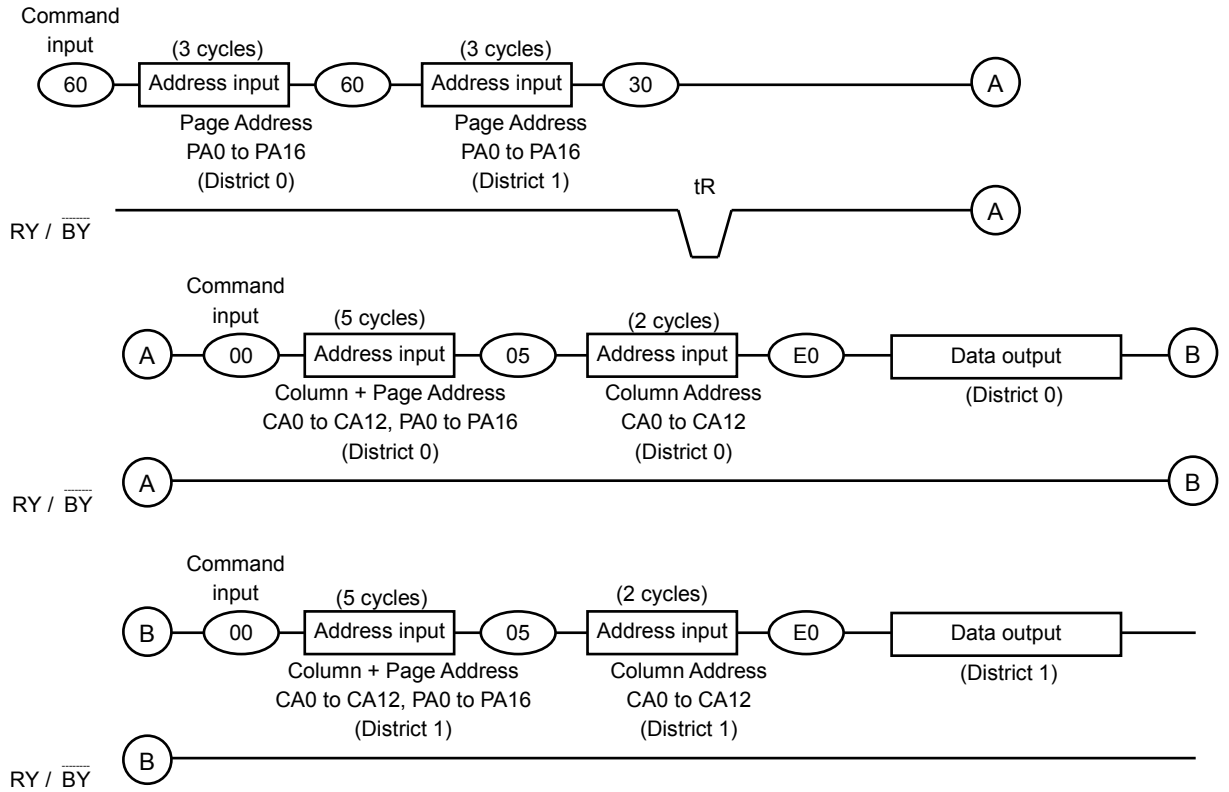 Command
input
(3 cycles)
(3 cycles)
60
Address input
60
Address input
30
A
Page Address
PA0 to PA16
(District 0)
Page Address
PA0 to PA16
(District 1)
tR
A
RY / B̅Y̅
Command
input
(5 cycles)
(2 cycles)
A
00
Address input
05
Address input
E0
Data output
B
Column + Page Address
CA0 to CA12, PA0 to PA16
(District 0)
Column Address
CA0 to CA12
(District 0)
(District 0)
A
B
RY / B̅Y̅
Command
input
(5 cycles)
(2 cycles)
B
00
Address input
05
Address input
E0
Data output
Column + Page Address
CA0 to CA12, PA0 to PA16
(District 1)
Column Address
CA0 to CA12
(District 1)
(District 1)
B
RY / B̅Y̅